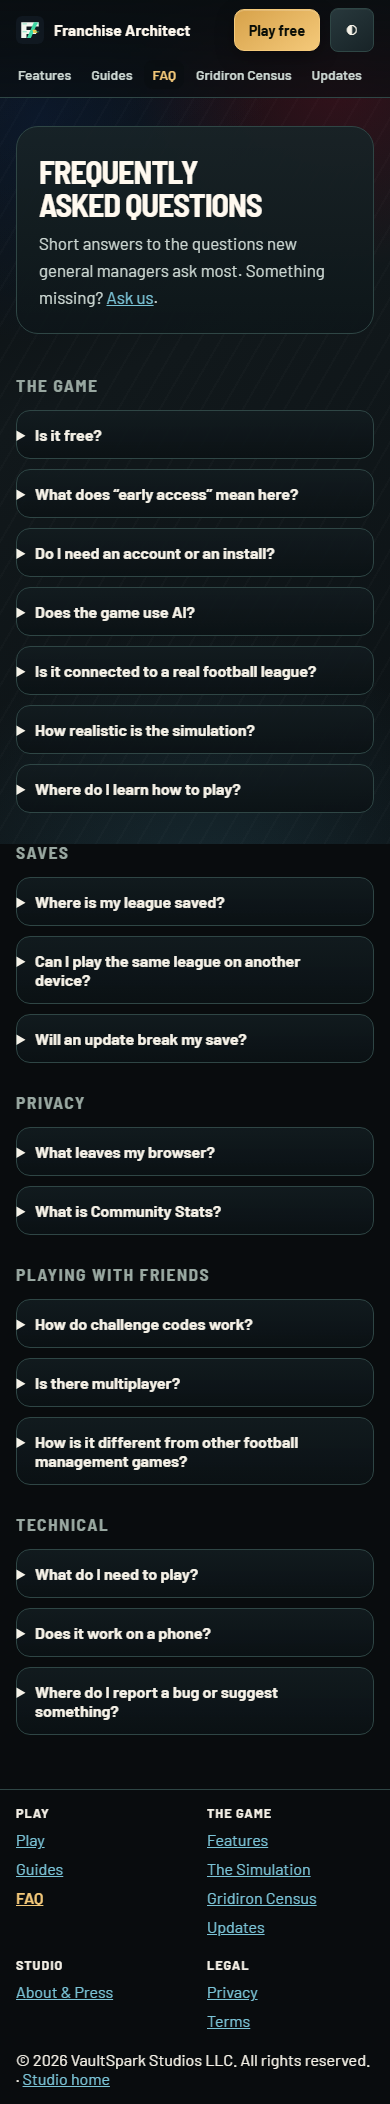 Franchise Architect
Play free
Features Guides FAQ Gridiron Census Updates
FREQUENTLY
ASKED QUESTIONS
Short answers to the questions new
general managers ask most. Something
missing? Ask us.
THE GAME
Is it free?
What does “early access” mean here?
Do I need an account or an install?
Does the game use AI?
Is it connected to a real football league?
How realistic is the simulation?
Where do I learn how to play?
SAVES
Where is my league saved?
Can I play the same league on another
device?
Will an update break my save?
PRIVACY
What leaves my browser?
What is Community Stats?
PLAYING WITH FRIENDS
How do challenge codes work?
Is there multiplayer?
How is it different from other football
management games?
TECHNICAL
What do I need to play?
Does it work on a phone?
Where do I report a bug or suggest
something?
PLAY
Play
Guides
FAQ
THE GAME
Features
The Simulation
Gridiron Census
Updates
STUDIO
About & Press
LEGAL
Privacy
Terms
© 2026 VaultSpark Studios LLC. All rights reserved.
· Studio home